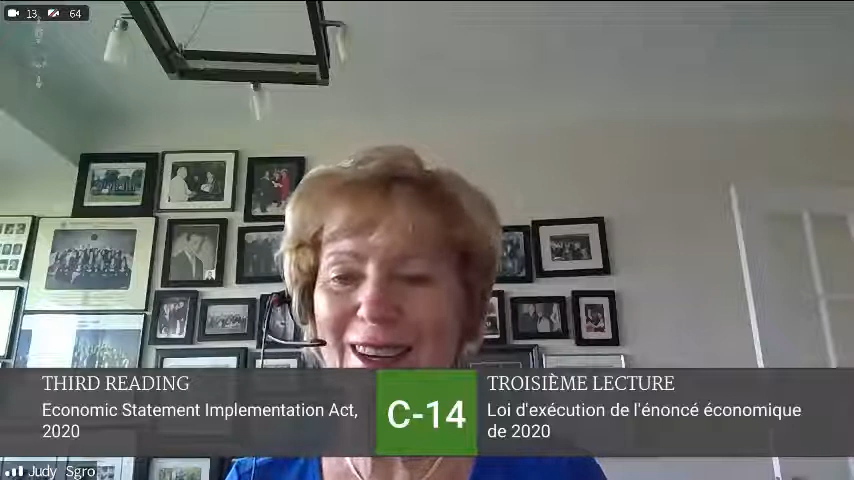 13 64
THIRD READING
Economic Statement Implementation Act,
2020
C-14
TROISIÈME LECTURE
Loi d'exécution de l'énoncé économique
de 2020
Judy Sgro